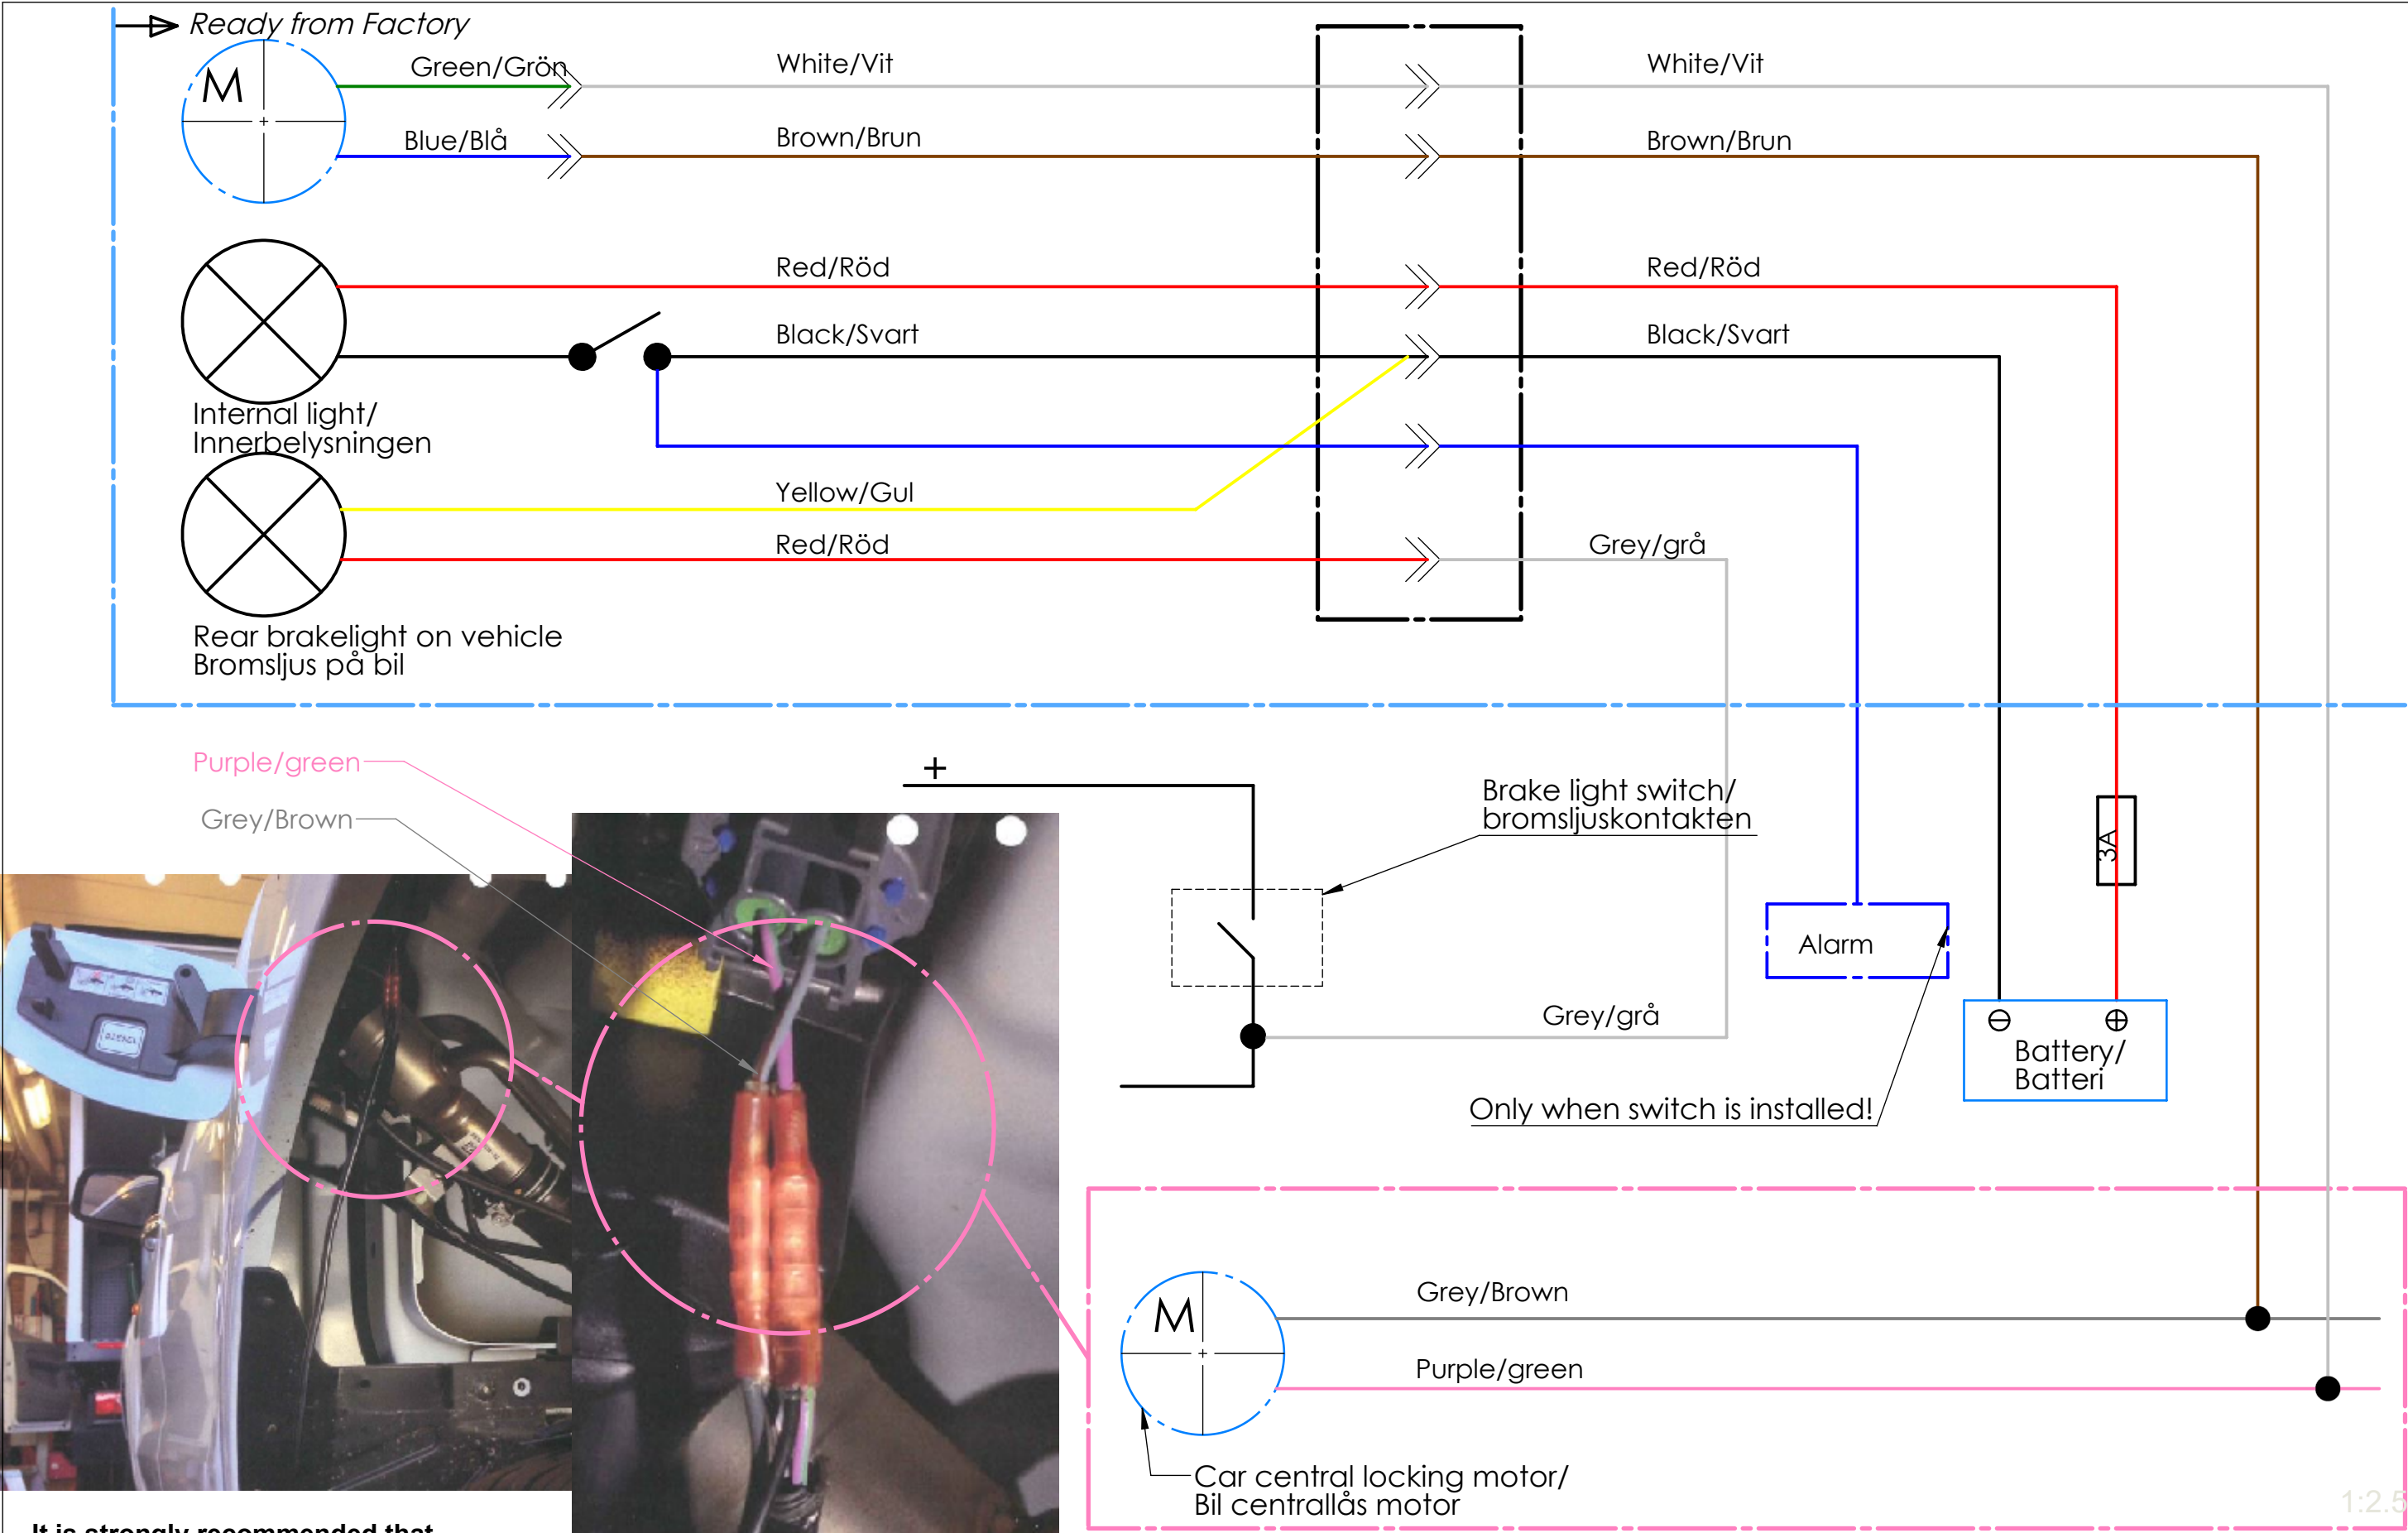 Ready from Factory
M
Green/Grön
White/Vit
White/Vit
Blue/Blå
Brown/Brun
Brown/Brun
Red/Röd
Red/Röd
Black/Svart
Black/Svart
Internal light/
Innerbelysningen
Yellow/Gul
Red/Röd
Grey/grå
Rear brakelight on vehicle
Bromsljus på bil
Purple/green
Grey/Brown
+
Brake light switch/
bromsljuskontakten
3A
Alarm
Grey/grå
Battery/
Batteri
Only when switch is installed!
M
Grey/Brown
Purple/green
Car central locking motor/
Bil centrallås motor
1:2.5
It is strongly recommended that